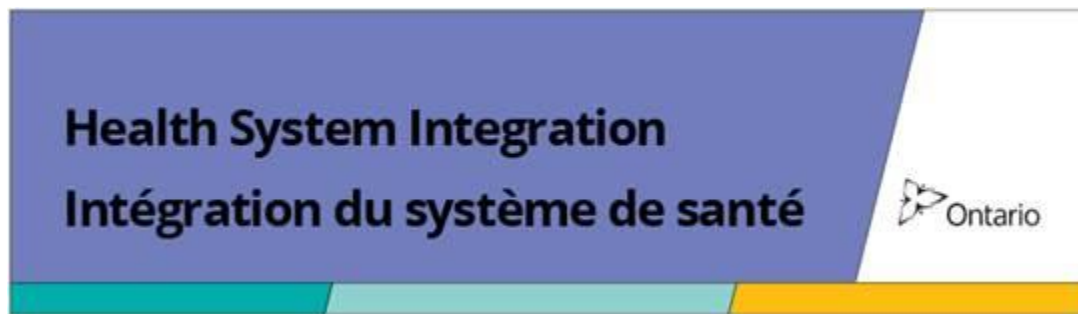 Health System Integration
Intégration du système de santé
Ontario